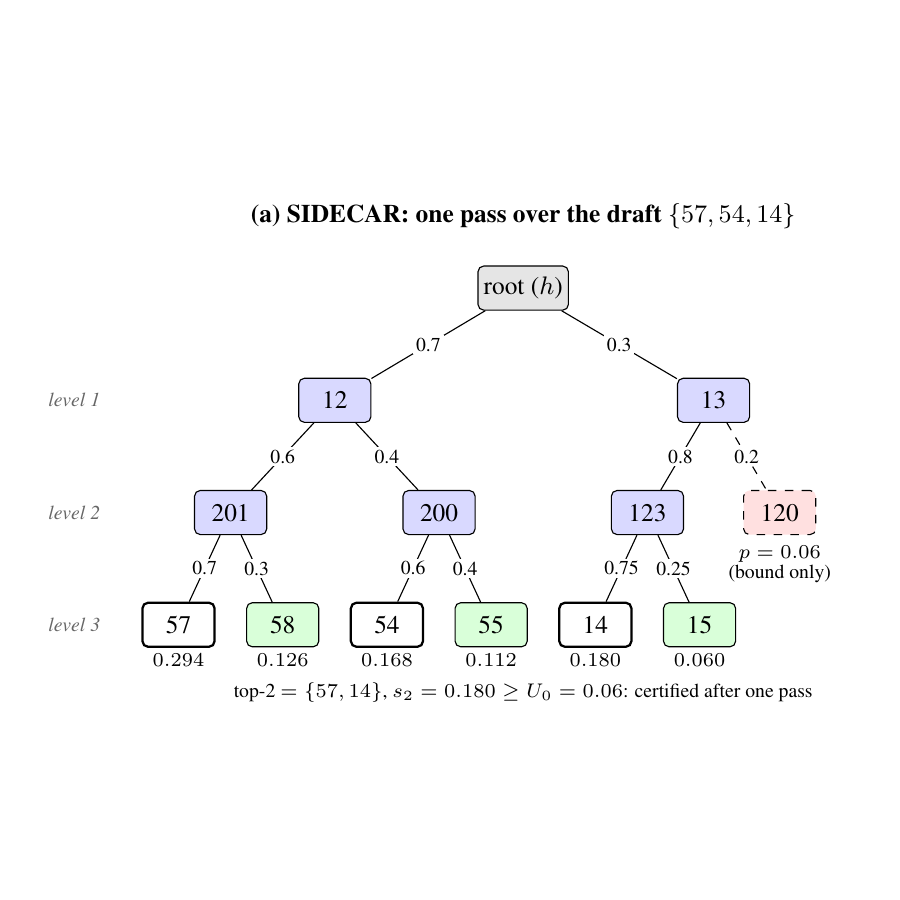 (a) SIDECAR: one pass over the draft {57, 54, 14}
root (h)
0.7 0.3
level 1 12 13
0.6 0.4 0.8 0.2
level 2 201 200 123 120
p = 0.06
(bound only)
0.7 0.3 0.6 0.4 0.75 0.25
level 3 57 58 54 55 14 15
0.294 0.126 0.168 0.112 0.180 0.060
top-2 = {57, 14}, s₂ = 0.180 ≥ U₀ = 0.06: certified after one pass